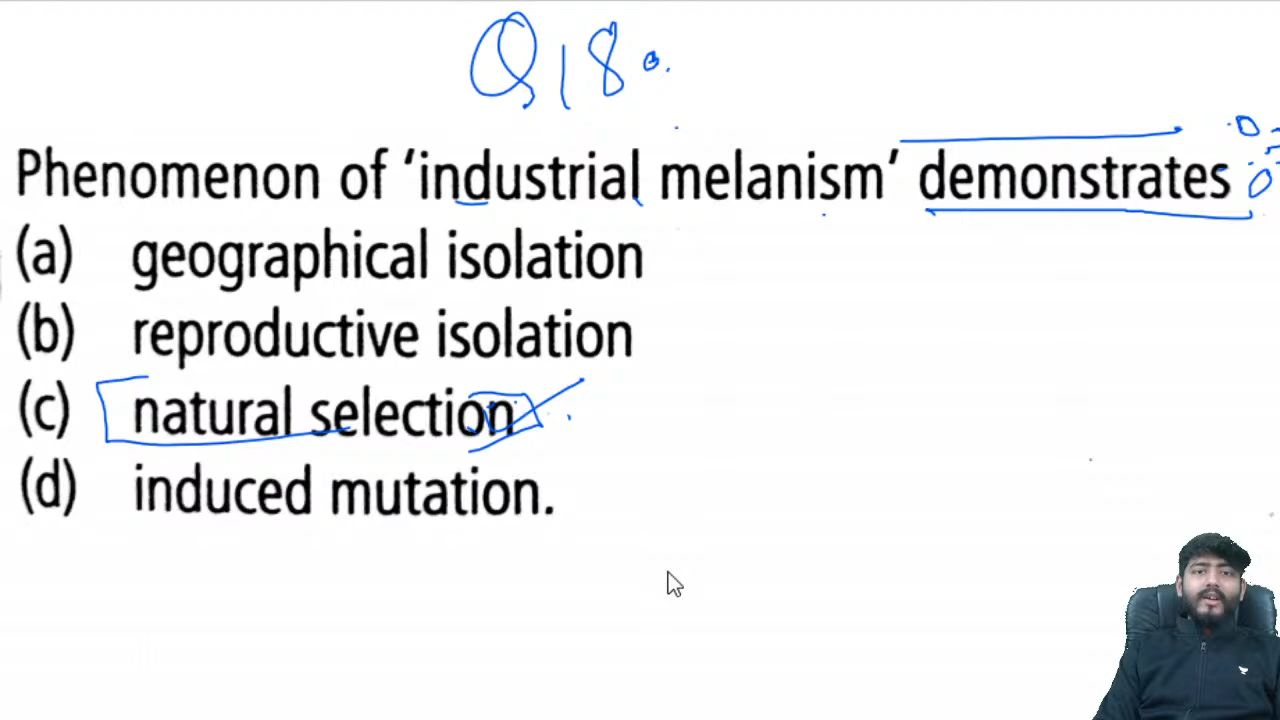 Q18.
Phenomenon of ‘industrial melanism’ demonstrates
(a) geographical isolation
(b) reproductive isolation
(c) natural selection
(d) induced mutation.